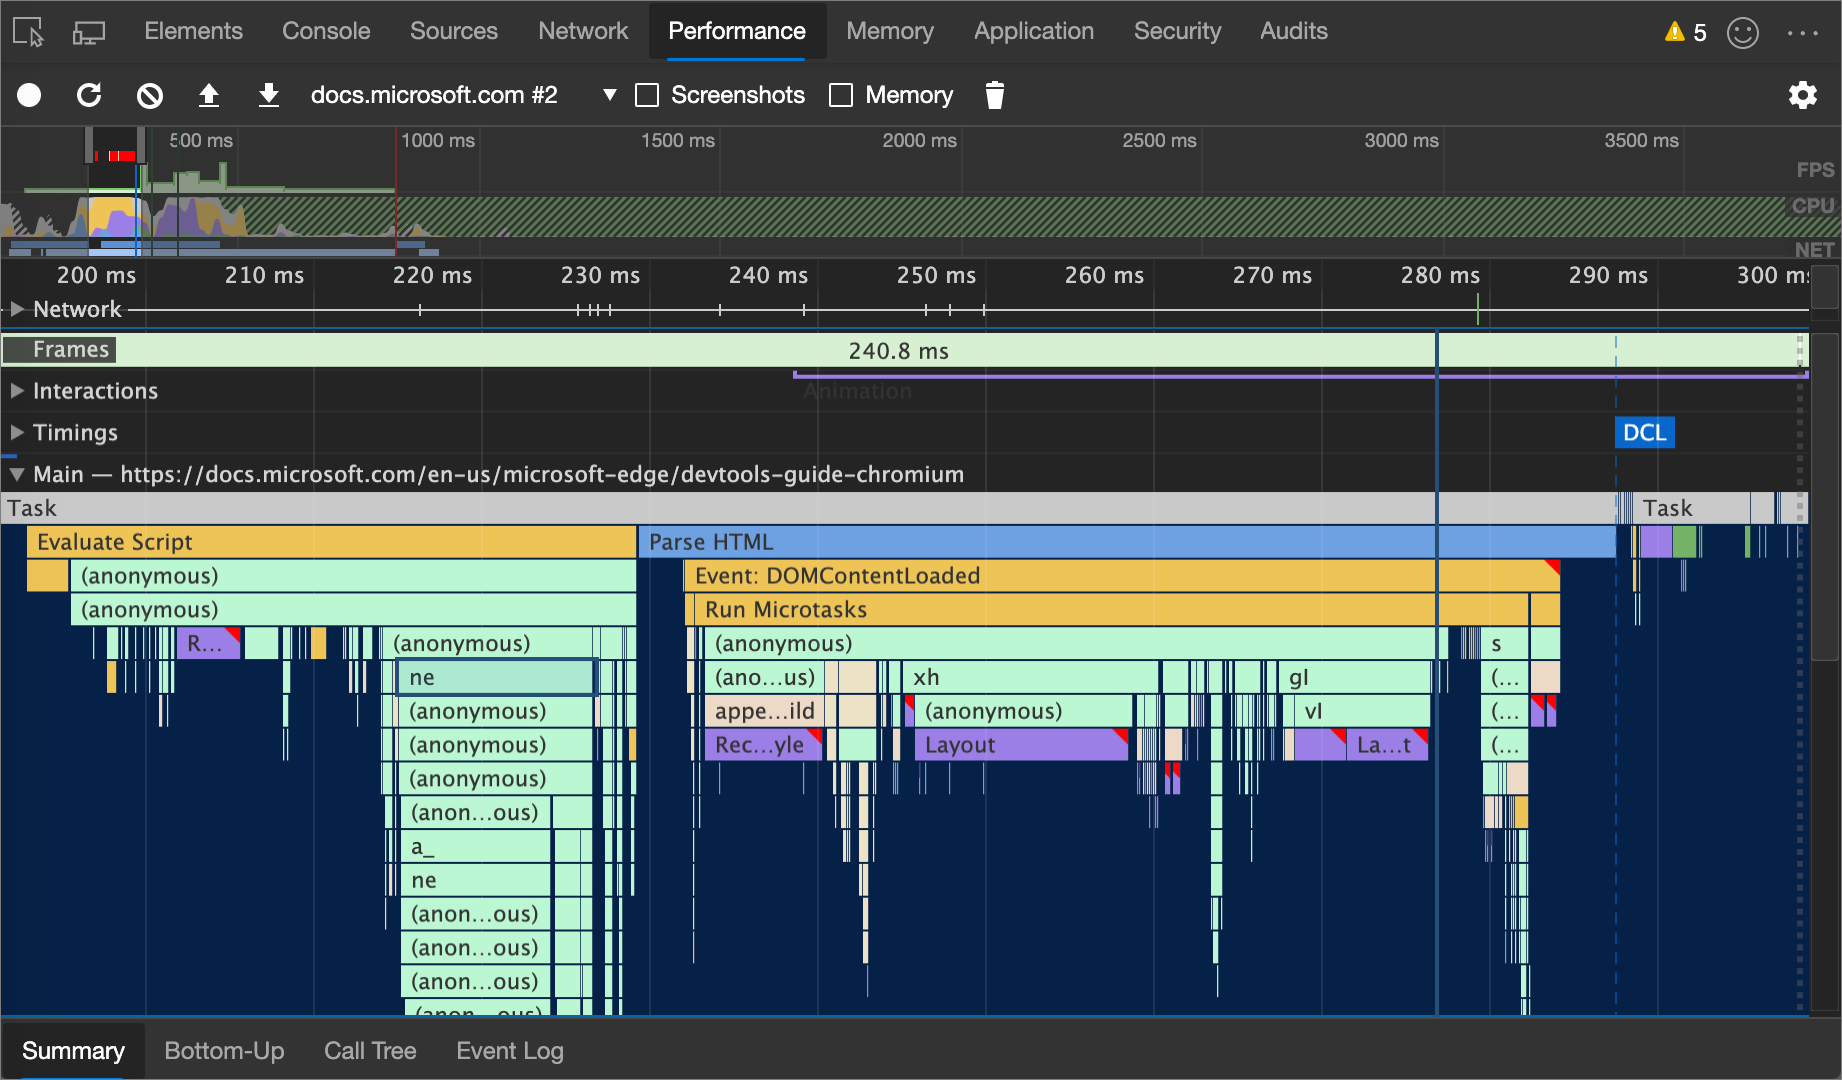 Elements Console Sources Network Performance Memory Application Security Audits 5
docs.microsoft.com #2 Screenshots Memory
500 ms 1000 ms 1500 ms 2000 ms 2500 ms 3000 ms 3500 ms
FPS
CPU
NET
200 ms 210 ms 220 ms 230 ms 240 ms 250 ms 260 ms 270 ms 280 ms 290 ms 300 ms
Network
Frames 240.8 ms
Interactions Animation
Timings DCL
Main — https://docs.microsoft.com/en-us/microsoft-edge/devtools-guide-chromium
Task Task
Evaluate Script Parse HTML
(anonymous) Event: DOMContentLoaded
(anonymous) Run Microtasks
R... (anonymous) (anonymous) s
ne (ano...us) xh gl (...
(anonymous) appe...ild (anonymous) vl (...
(anonymous) Rec...yle Layout La...t (...
(anonymous)
(anon...ous)
a_
ne
(anon...ous)
(anon...ous)
(anon...ous)
(anon...ous)
Summary Bottom-Up Call Tree Event Log